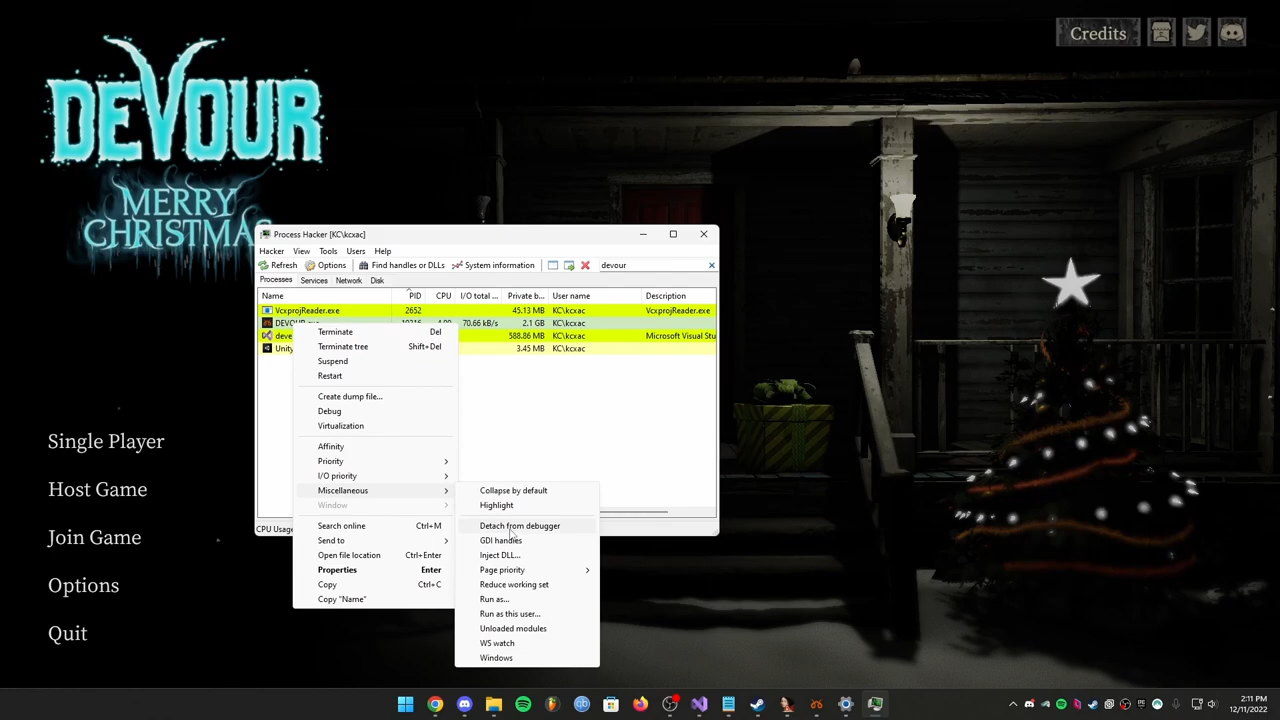 Credits
DEVOUR
MERRY
CHRISTMAS
Process Hacker [KC\kcxac]
Hacker View Tools Users Help
Refresh Options Find handles or DLLs System information devour
Processes Services Network Disk
Name PID CPU I/O total ... Private b... User name Description
VcxprojReader.exe 2652 45.13 MB KC\kcxac VcxprojReader.exe
DEVOUR.exe 70.66 kB/s 2.1 GB KC\kcxac
deve 588.86 MB KC\kcxac Microsoft Visual Stu
Unity 3.45 MB KC\kcxac
CPU Usage
Terminate Del
Terminate tree Shift+Del
Suspend
Restart
Create dump file...
Debug
Virtualization
Affinity
Priority
I/O priority
Miscellaneous
Window
Search online Ctrl+M
Send to
Open file location Ctrl+Enter
Properties Enter
Copy Ctrl+C
Copy "Name"
Collapse by default
Highlight
Detach from debugger
GDI handles
Inject DLL...
Page priority
Reduce working set
Run as...
Run as this user...
Unloaded modules
WS watch
Windows
Single Player
Host Game
Join Game
Options
Quit
2:11 PM
12/11/2022